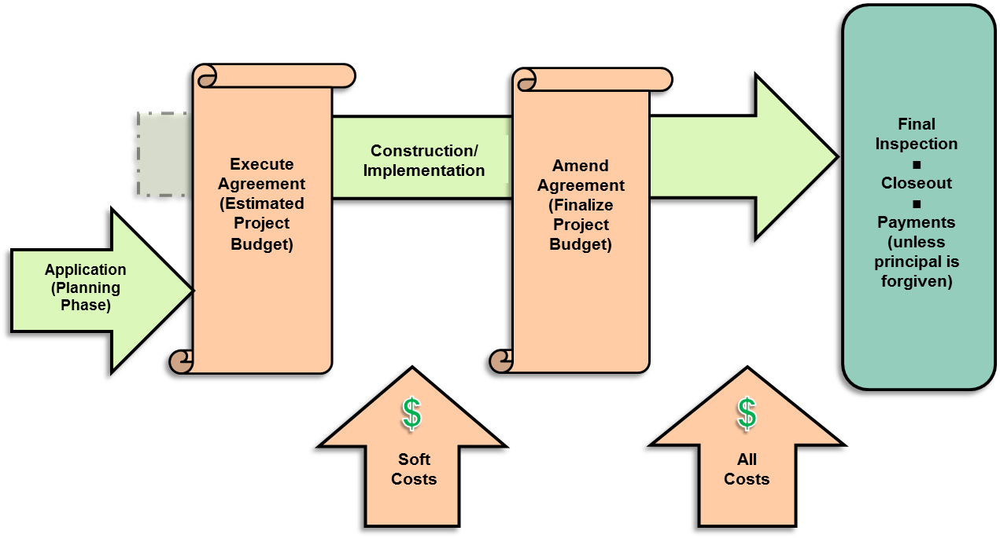 Application
(Planning
Phase)
Execute
Agreement
(Estimated
Project
Budget)
Construction/
Implementation
Amend
Agreement
(Finalize
Project
Budget)
Final
Inspection
■
Closeout
■
Payments
(unless
principal is
forgiven)
$
Soft
Costs
$
All
Costs